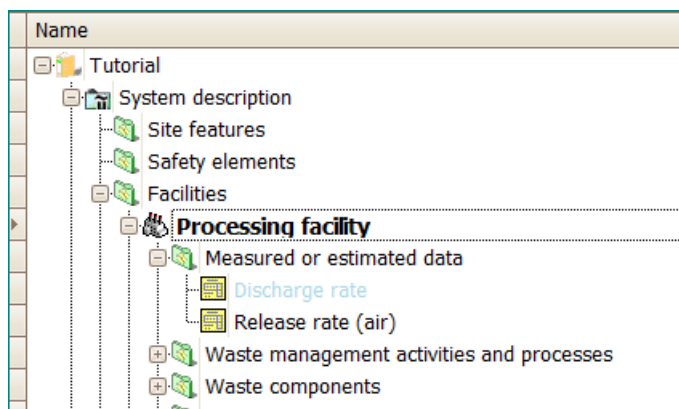 Name
Tutorial
System description
Site features
Safety elements
Facilities
Processing facility
Measured or estimated data
Discharge rate
Release rate (air)
Waste management activities and processes
Waste components